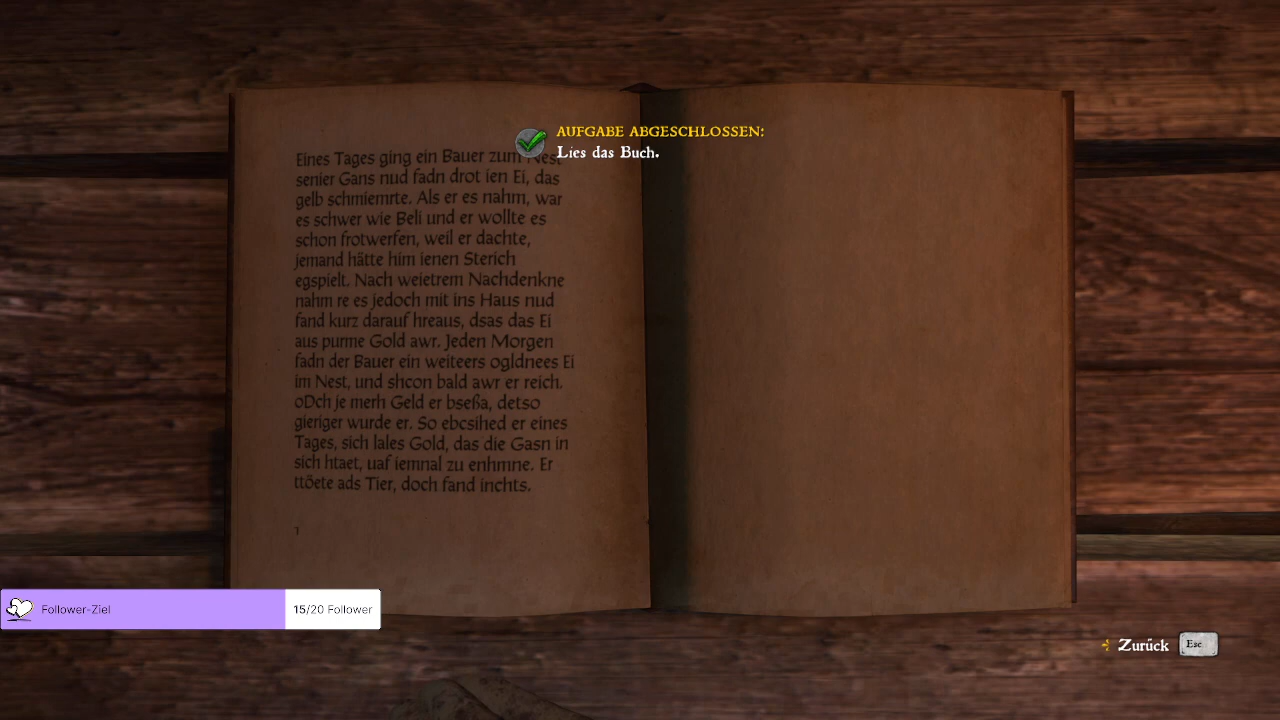 AUFGABE ABGESCHLOSSEN:
Lies das Buch.
Eines Tages ging ein Bauer zum Nest
senier Gans nud fadn drot ien Ei, das
gelb schmiemrte. Als er es nahm, war
es schwer wie Beli und er wollte es
schon frotwerfen, weil er dachte,
jemand hätte him ienen Sterich
egspielt. Nach weietrem Nachdenkne
nahm re es jedoch mit ins Haus nud
fand kurz darauf hreaus, dsas das Ei
aus purme Gold awr. Jeden Morgen
fadn der Bauer ein weiteers ogldnees Ei
im Nest, und shcon bald awr er reich.
oDch je merh Geld er bseßa, detso
gieriger wurde er. So ebcsihed er eines
Tages, sich lales Gold, das die Gasn in
sich htaet, uaf iemnal zu enhmne. Er
ttöete ads Tier, doch fand inchts.
1
Follower-Ziel
15/20 Follower
Zurück Esc